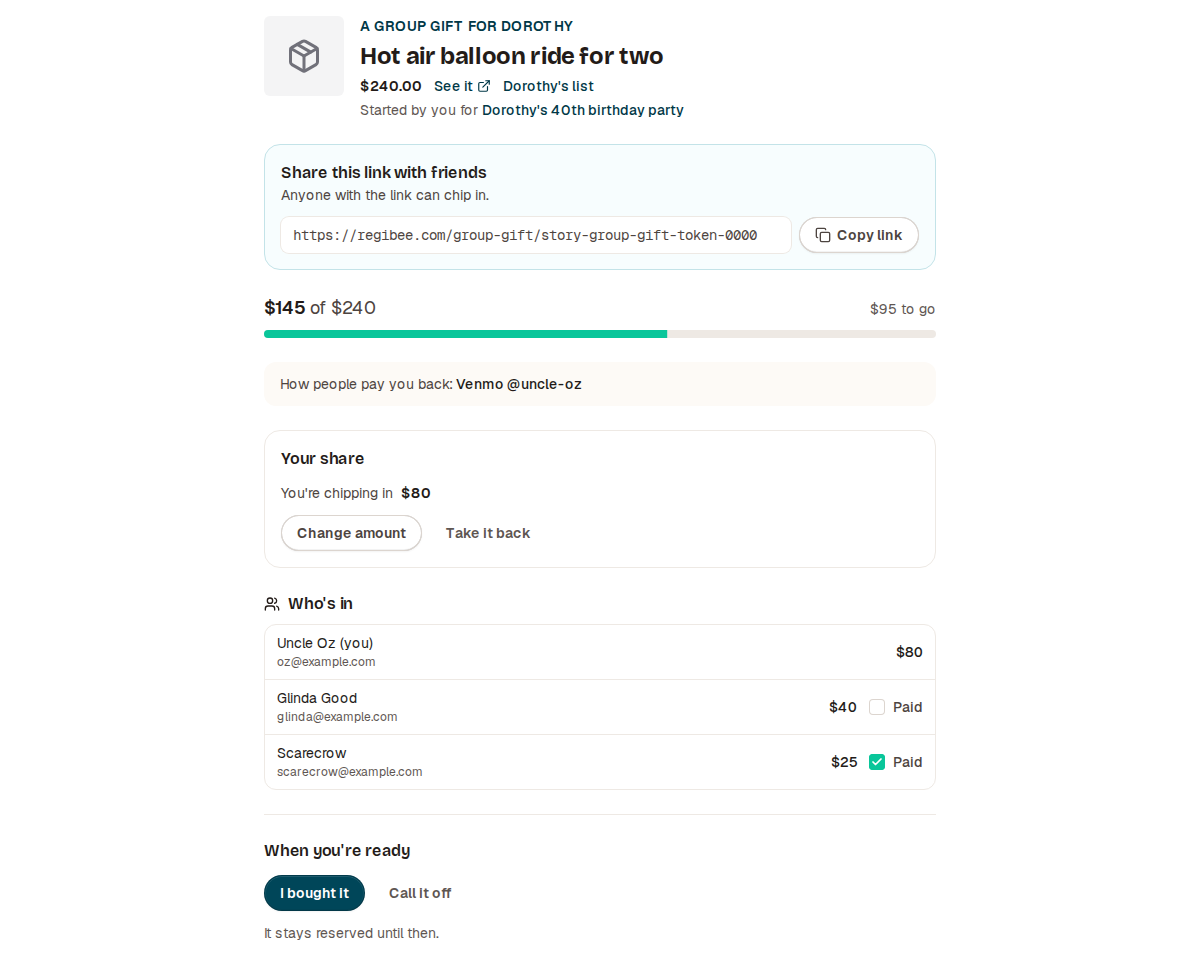 A GROUP GIFT FOR DOROTHY
Hot air balloon ride for two
$240.00 See it Dorothy's list
Started by you for Dorothy's 40th birthday party
Share this link with friends
Anyone with the link can chip in.
https://regibee.com/group-gift/story-group-gift-token-0000 Copy link
$145 of $240 $95 to go
How people pay you back: Venmo @uncle-oz
Your share
You're chipping in $80
Change amount Take it back
Who's in
Uncle Oz (you)
oz@example.com
$80
Glinda Good
glinda@example.com
$40 Paid
Scarecrow
scarecrow@example.com
$25 Paid
When you're ready
I bought it Call it off
It stays reserved until then.